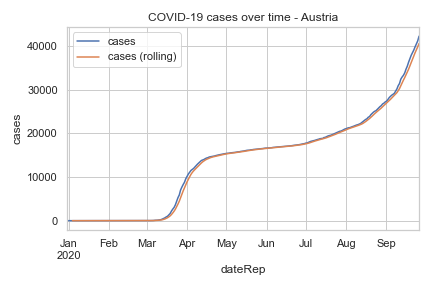 COVID-19 cases over time - Austria
cases
cases (rolling)
cases
40000
30000
20000
10000
0
Jan Feb Mar Apr May Jun Jul Aug Sep
2020
dateRep